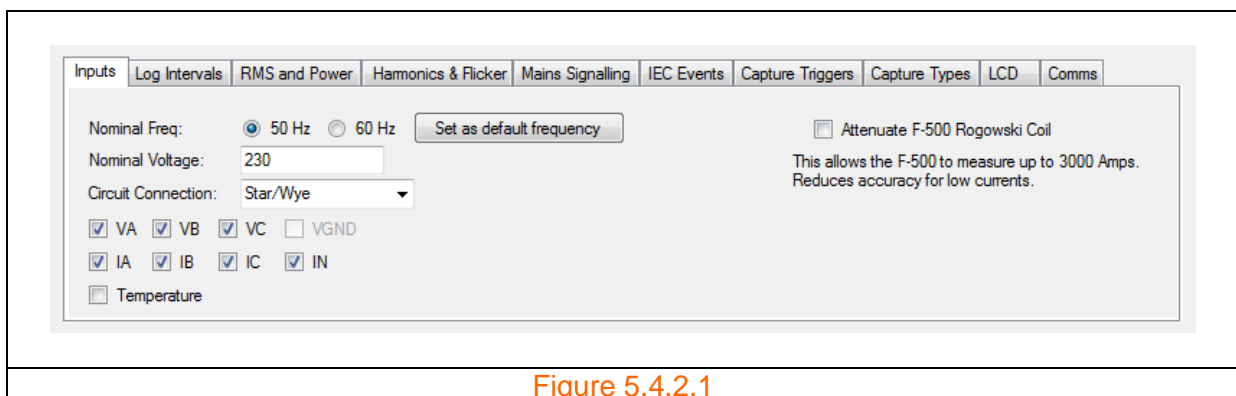 Inputs Log Intervals RMS and Power Harmonics & Flicker Mains Signalling IEC Events Capture Triggers Capture Types LCD Comms
Nominal Freq: 50 Hz 60 Hz Set as default frequency
Attenuate F-500 Rogowski Coil
Nominal Voltage: 230
This allows the F-500 to measure up to 3000 Amps.
Reduces accuracy for low currents.
Circuit Connection: Star/Wye
VA VB VC VGND
IA IB IC IN
Temperature
Figure 5.4.2.1